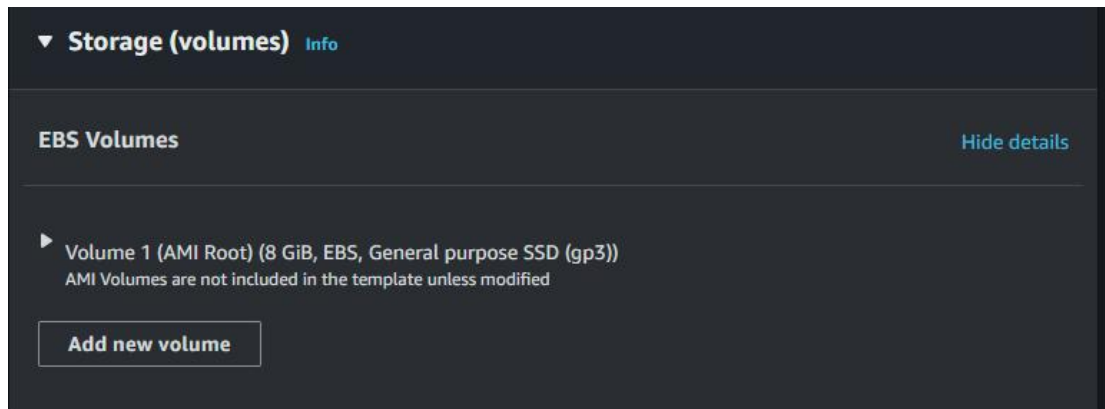 Storage (volumes) Info
EBS Volumes
Hide details
Volume 1 (AMI Root) (8 GiB, EBS, General purpose SSD (gp3))
AMI Volumes are not included in the template unless modified
Add new volume